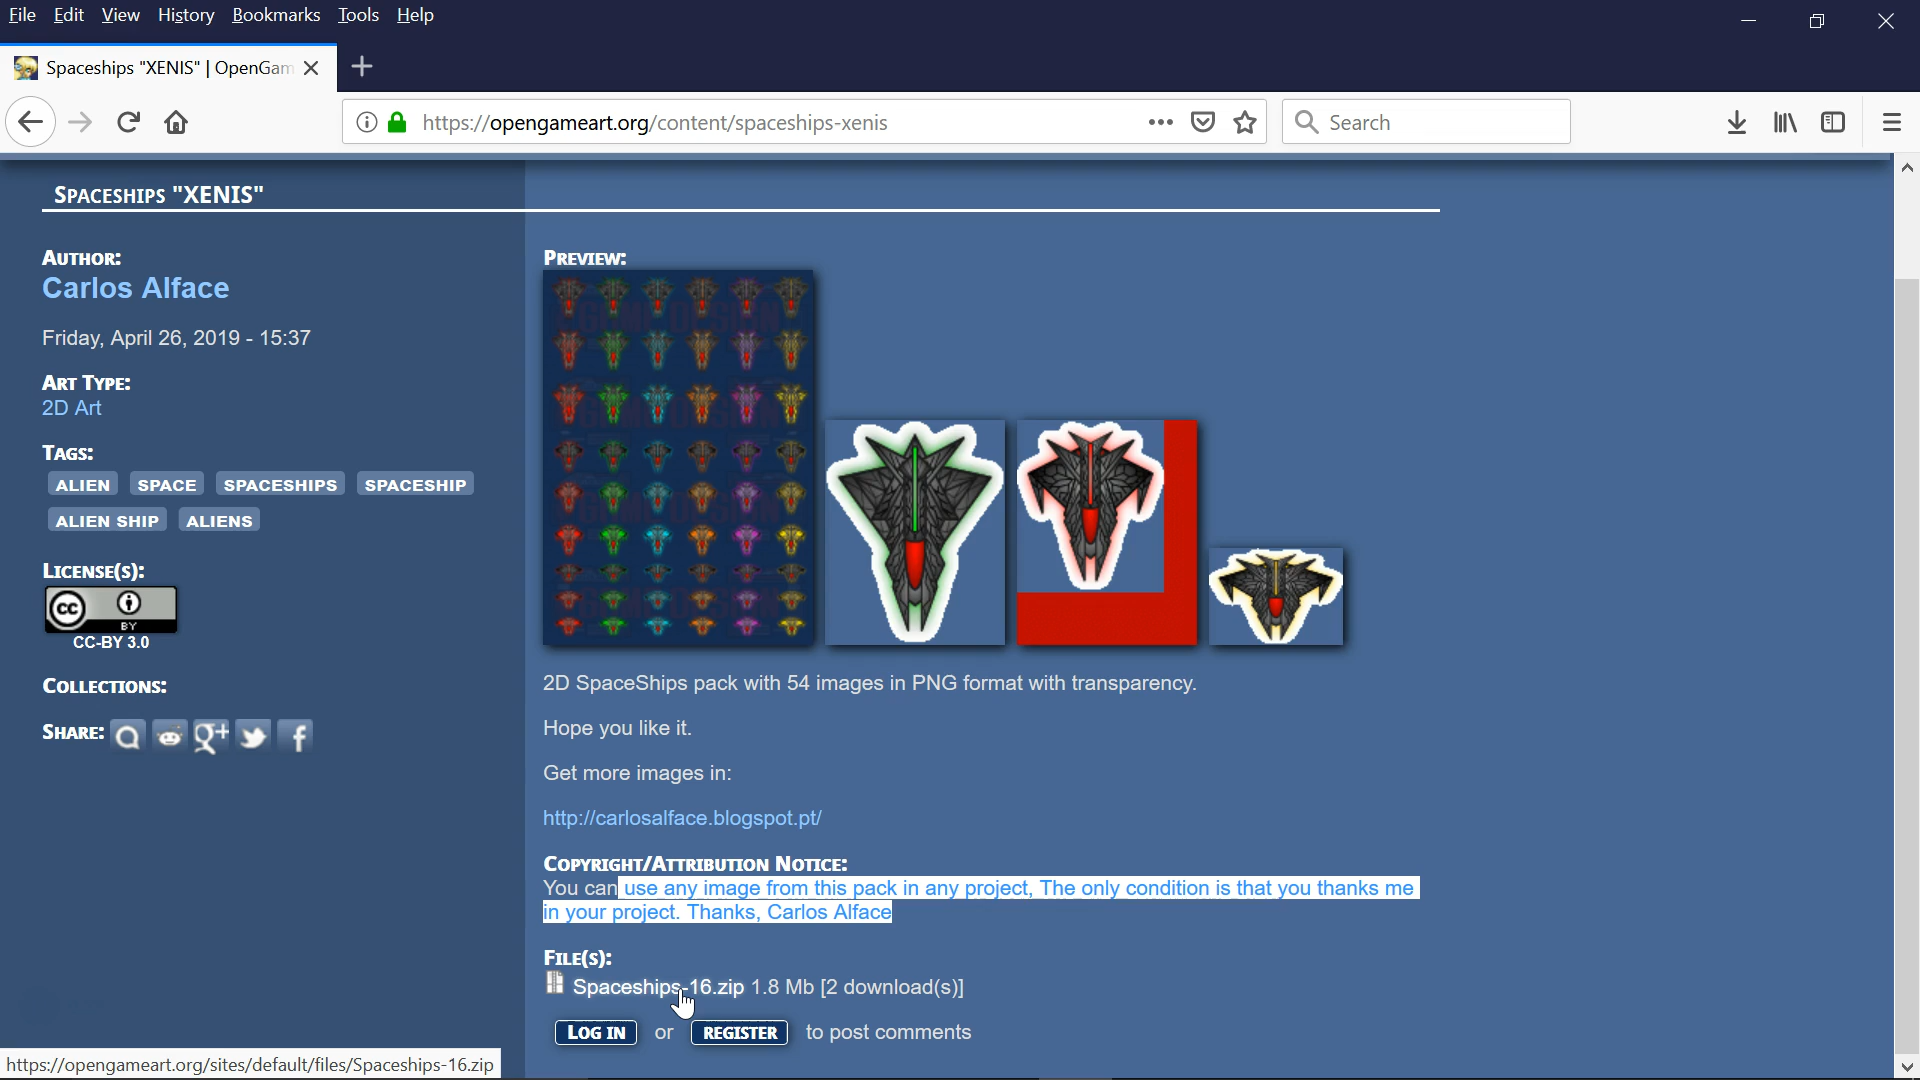 File Edit View History Bookmarks Tools Help
Spaceships "XENIS" | OpenGam
https://opengameart.org/content/spaceships-xenis
Search
SPACESHIPS "XENIS"
AUTHOR:
Carlos Alface
Friday, April 26, 2019 - 15:37
ART TYPE:
2D Art
TAGS:
ALIEN SPACE SPACESHIPS SPACESHIP
ALIEN SHIP ALIENS
LICENSE(S):
cc BY
CC-BY 3.0
COLLECTIONS:
SHARE:
PREVIEW:
2D SpaceShips pack with 54 images in PNG format with transparency.
Hope you like it.
Get more images in:
http://carlosalface.blogspot.pt/
COPYRIGHT/ATTRIBUTION NOTICE:
You can use any image from this pack in any project, The only condition is that you thanks me
in your project. Thanks, Carlos Alface
FILE(S):
Spaceships-16.zip 1.8 Mb [2 download(s)]
LOG IN or REGISTER to post comments
https://opengameart.org/sites/default/files/Spaceships-16.zip